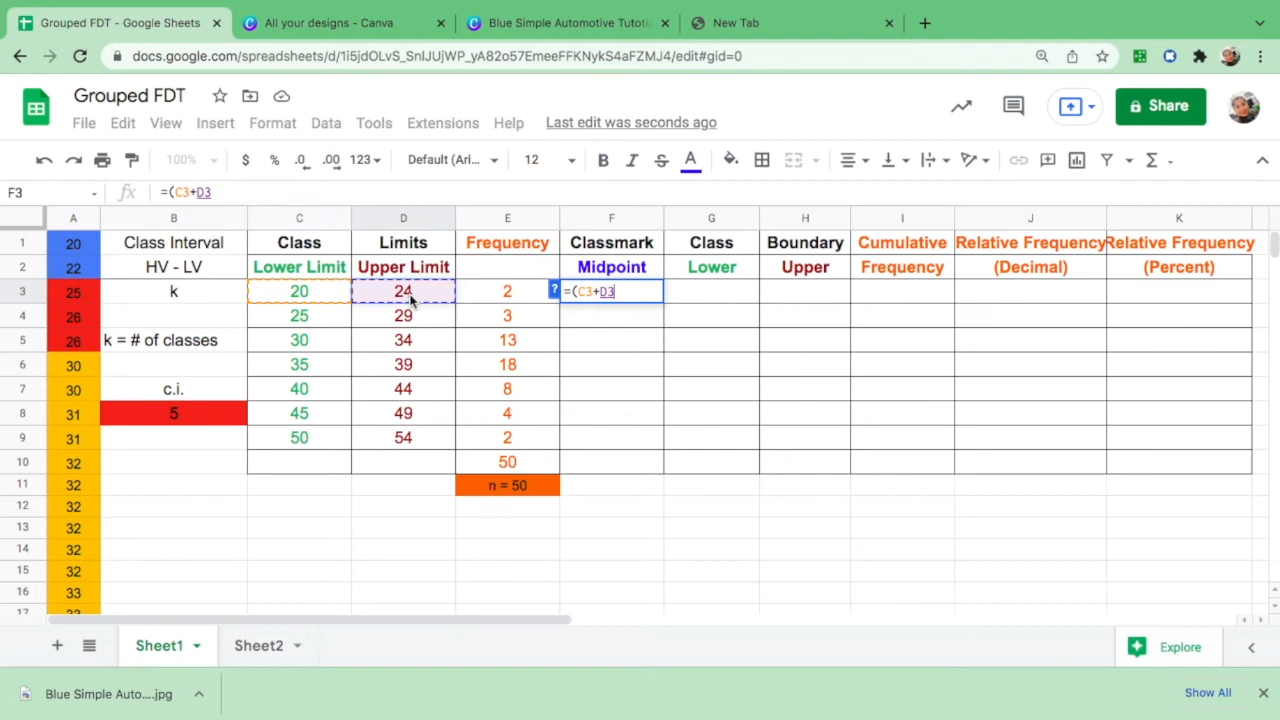 Grouped FDT - Google Sheets
All your designs - Canva
Blue Simple Automotive Tutoti
New Tab
docs.google.com/spreadsheets/d/1i5jdOLvS_SnlJUjWPL_yA82o57EmeeFFKNykS4aFZMJ4/edit#gid=0
Grouped FDT
File Edit View Insert Format Data Tools Extensions Help Last edit was seconds ago
Share
100% $ % .0 .00 123 Default (Ari... 12 B I S A Σ
F3 fx =(C3+D3
A B C D E F G H I J K
1 20 Class Interval Class Limits Frequency Classmark Class Boundary Cumulative Relative Frequency Relative Frequency
2 22 HV - LV Lower Limit Upper Limit Midpoint Lower Upper Frequency (Decimal) (Percent)
3 25 k 20 24 2 ? =(C3+D3
4 26 25 29 3
5 26 k = # of classes 30 34 13
6 30 35 39 18
7 30 c.i. 40 44 8
8 31 5 45 49 4
9 31 50 54 2
10 32 50
11 32 n = 50
12 32
13 32
14 32
15 32
16 33
17 33
Sheet1 Sheet2 Explore
Blue Simple Auto....jpg Show All